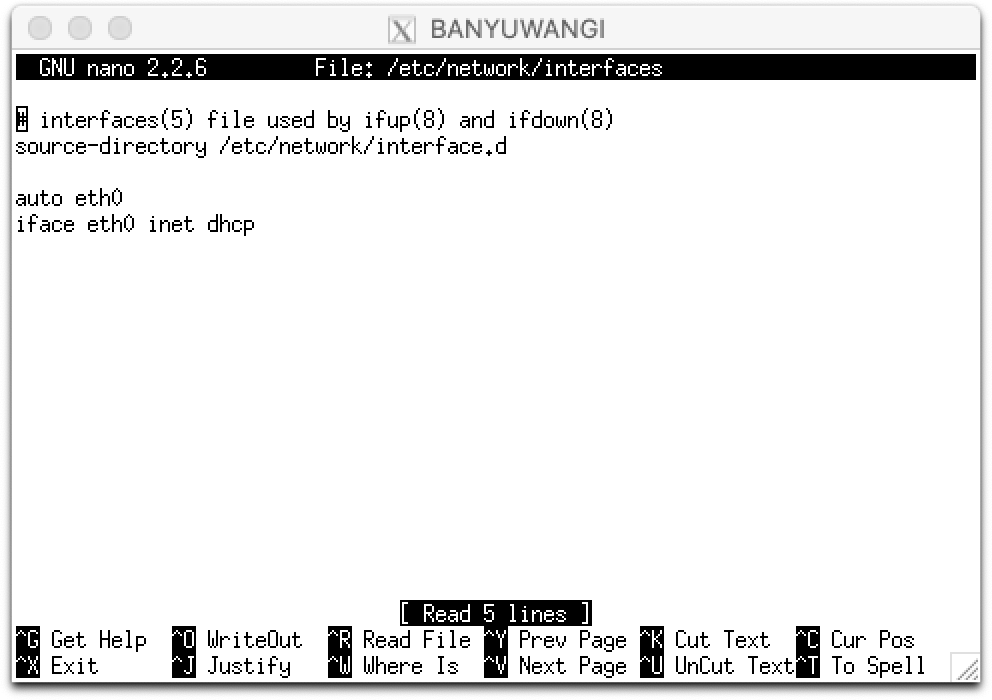 BANYUWANGI
GNU nano 2.2.6 File: /etc/network/interfaces
# interfaces(5) file used by ifup(8) and ifdown(8)
source-directory /etc/network/interface.d
auto eth0
iface eth0 inet dhcp
[ Read 5 lines ]
^G Get Help ^O WriteOut ^R Read File ^Y Prev Page ^K Cut Text ^C Cur Pos
^X Exit ^J Justify ^W Where Is ^V Next Page ^U UnCut Text ^T To Spell